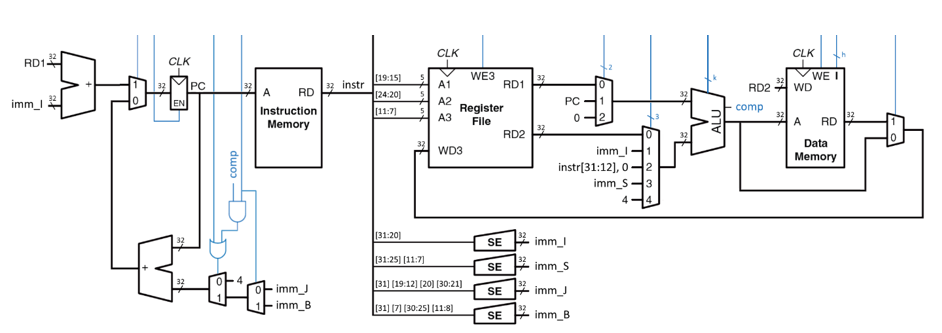 RD1
32
+
imm_I
32
1
0
32
CLK
EN
PC
32
A
RD
Instruction
Memory
32
instr
[19:15]
5
[24:20]
5
[11:7]
5
32
CLK
WE3
A1
A2
A3
WD3
Register
File
RD1
32
RD2
32
2
0
PC
1
0
2
3
0
imm_I
1
instr[31:12], 0
2
imm_S
3
4
4
k
32
32
ALU
comp
CLK
h
WE
RD2
32
WD
32
A
RD
32
Data
Memory
1
0
comp
32
+
32
0
4
1
0
imm_J
1
imm_B
[31:20]
SE
32
imm_I
[31:25] [11:7]
SE
32
imm_S
[31] [19:12] [20] [30:21]
SE
32
imm_J
[31] [7] [30:25] [11:8]
SE
32
imm_B